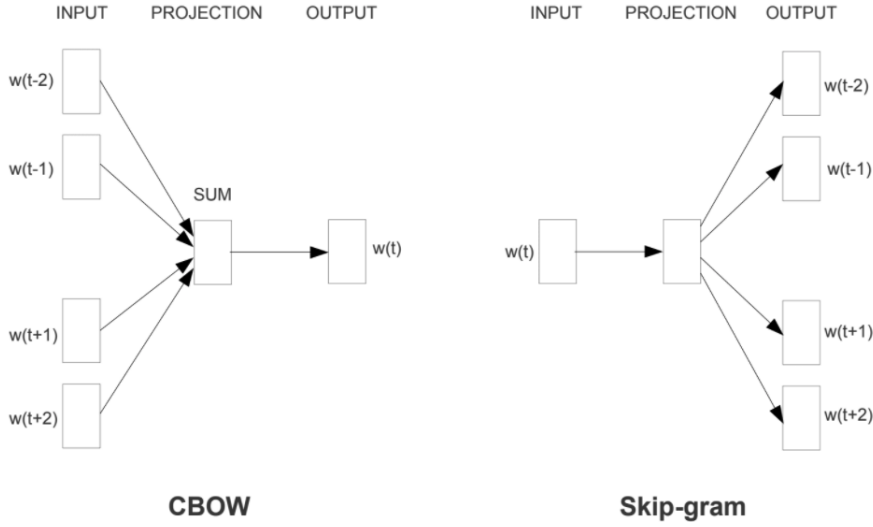 INPUT PROJECTION OUTPUT
w(t-2)
w(t-1)
SUM
w(t)
w(t+1)
w(t+2)
CBOW
INPUT PROJECTION OUTPUT
w(t-2)
w(t-1)
w(t)
w(t+1)
w(t+2)
Skip-gram